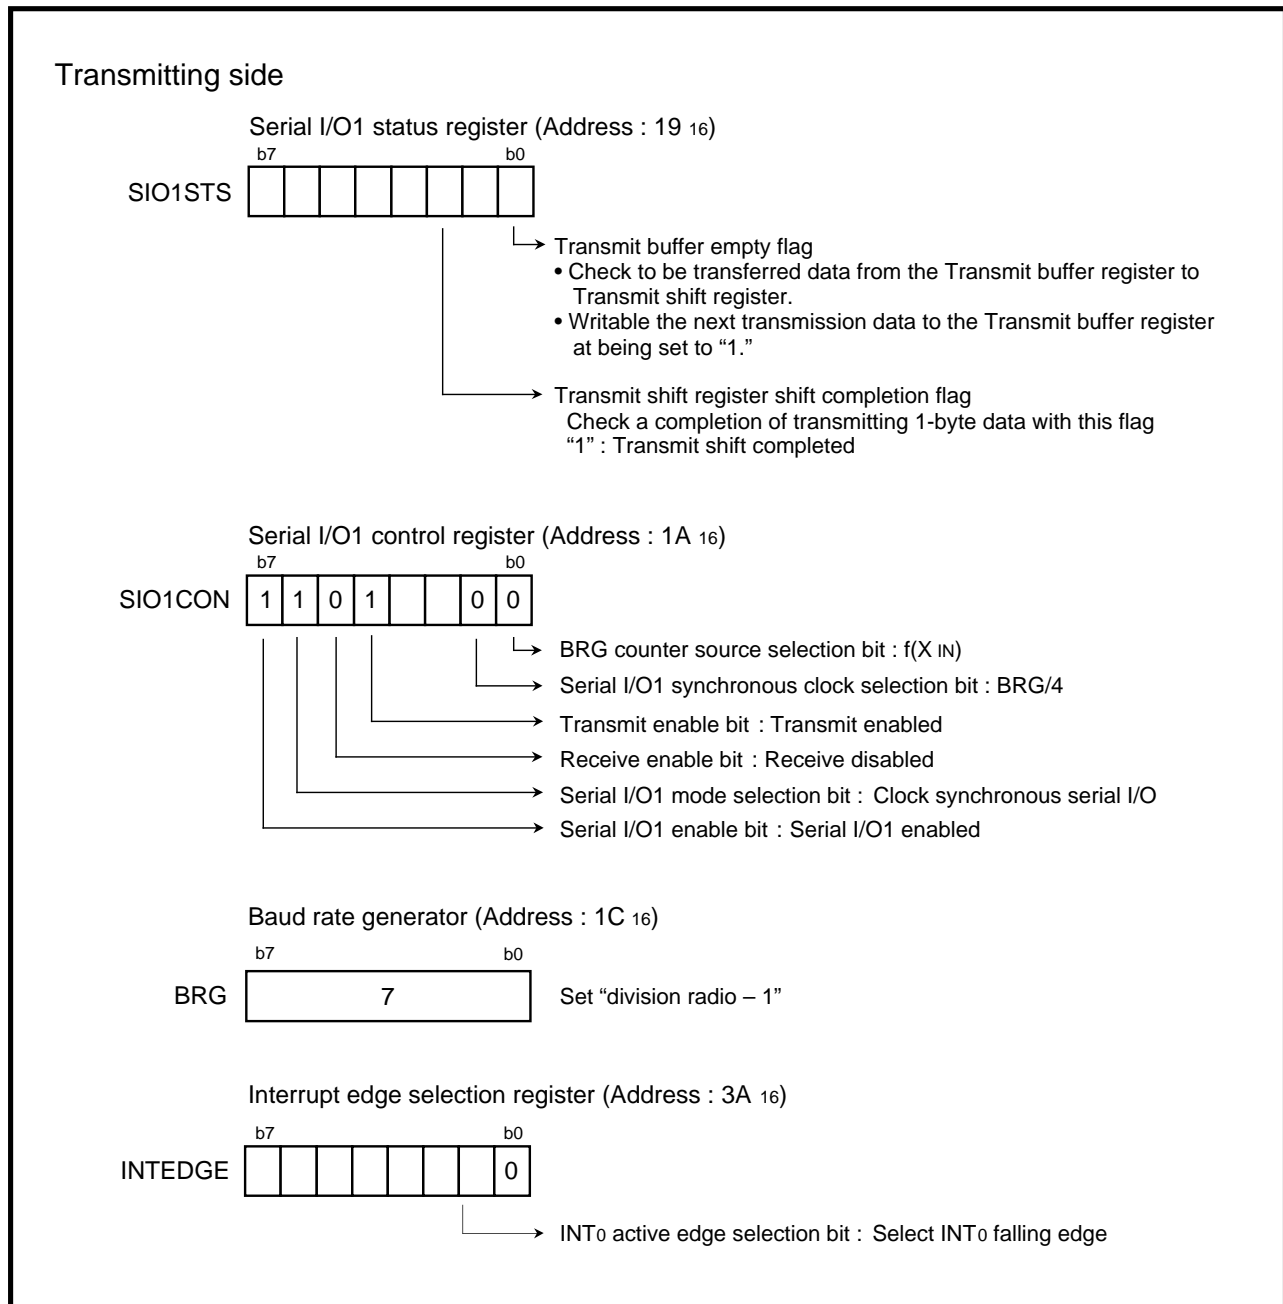 Transmitting side
Serial I/O1 status register (Address : 19 16)
b7 b0
SIO1STS
Transmit buffer empty flag
• Check to be transferred data from the Transmit buffer register to
Transmit shift register.
• Writable the next transmission data to the Transmit buffer register
at being set to “1.”
Transmit shift register shift completion flag
Check a completion of transmitting 1-byte data with this flag
“1” : Transmit shift completed
Serial I/O1 control register (Address : 1A 16)
b7 b0
SIO1CON 1 1 0 1 0 0
BRG counter source selection bit : f(X IN)
Serial I/O1 synchronous clock selection bit : BRG/4
Transmit enable bit : Transmit enabled
Receive enable bit : Receive disabled
Serial I/O1 mode selection bit : Clock synchronous serial I/O
Serial I/O1 enable bit : Serial I/O1 enabled
Baud rate generator (Address : 1C 16)
b7 b0
BRG 7 Set “division radio – 1”
Interrupt edge selection register (Address : 3A 16)
b7 b0
INTEDGE 0
INT0 active edge selection bit : Select INT0 falling edge